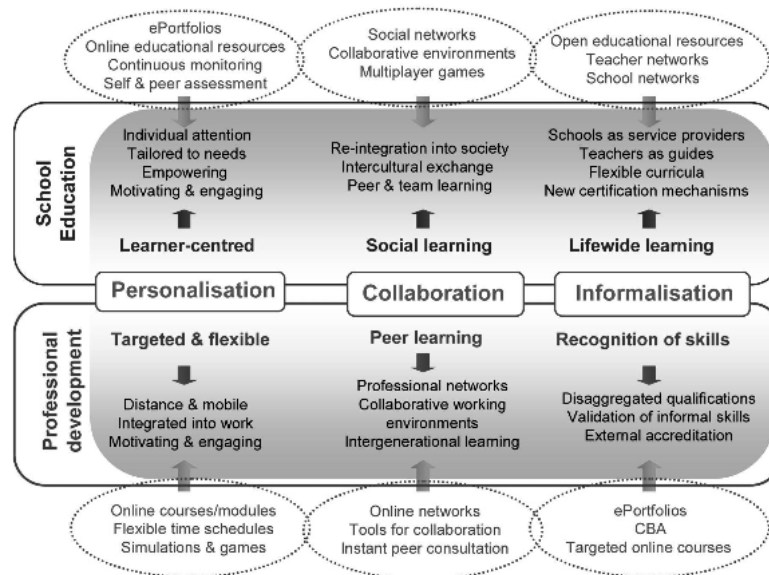 ePortfolios
Online educational resources
Continuous monitoring
Self & peer assessment
Social networks
Collaborative environments
Multiplayer games
Open educational resources
Teacher networks
School networks
School
Education
Individual attention
Tailored to needs
Empowering
Motivating & engaging
Learner-centred
Re-integration into society
Intercultural exchange
Peer & team learning
Social learning
Schools as service providers
Teachers as guides
Flexible curricula
New certification mechanisms
Lifewide learning
Personalisation
Collaboration
Informalisation
Professional
development
Targeted & flexible
Distance & mobile
Integrated into work
Motivating & engaging
Peer learning
Professional networks
Collaborative working
environments
Intergenerational learning
Recognition of skills
Disaggregated qualifications
Validation of informal skills
External accreditation
Online courses/modules
Flexible time schedules
Simulations & games
Online networks
Tools for collaboration
Instant peer consultation
ePortfolios
CBA
Targeted online courses